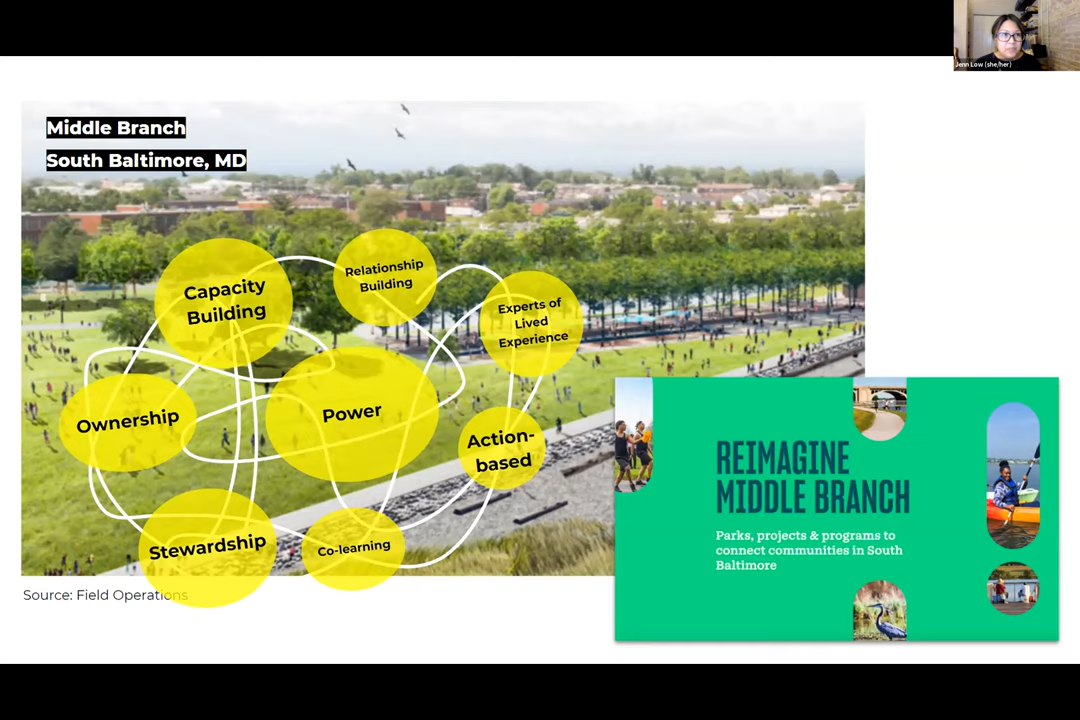 Jenn Low (she/her)
Middle Branch
South Baltimore, MD
Capacity
Building
Relationship
Building
Experts of
Lived
Experience
Ownership
Power
Action-
based
Stewardship
Co-learning
Source: Field Operations
REIMAGINE
MIDDLE BRANCH
Parks, projects & programs to
connect communities in South
Baltimore